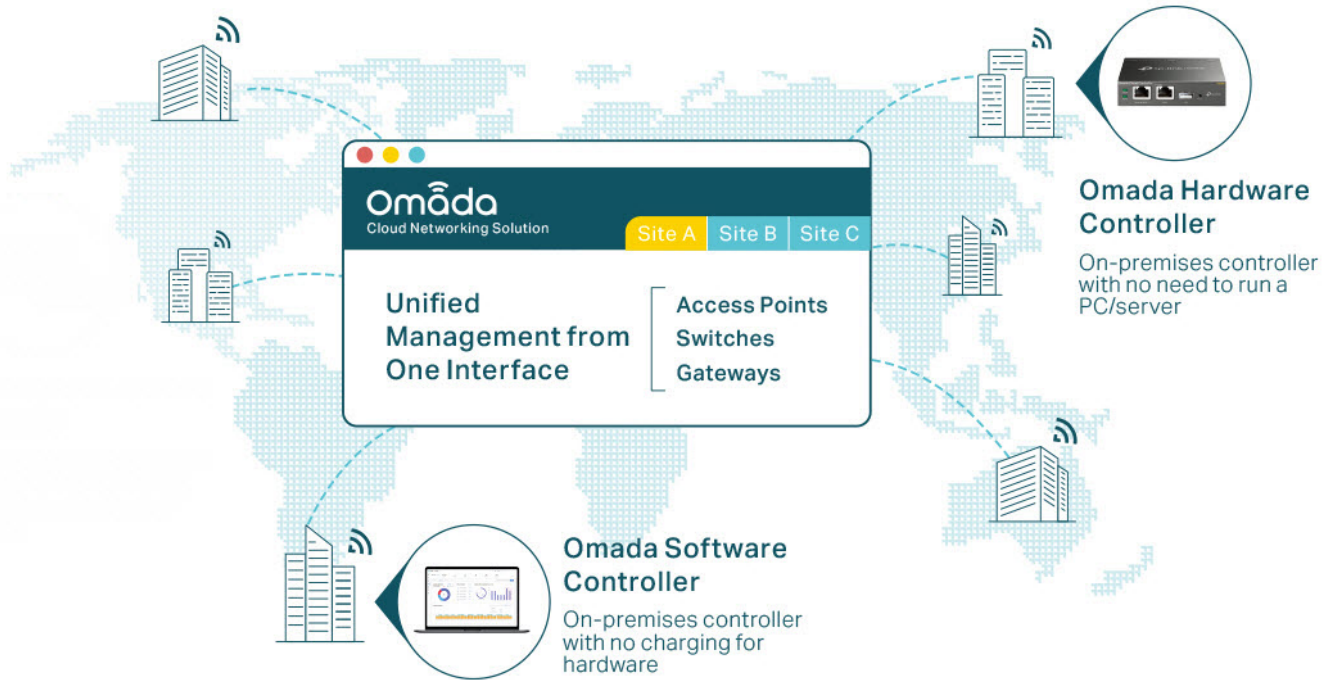 Omada
Cloud Networking Solution
Site A
Site B
Site C
Unified
Management from
One Interface
Access Points
Switches
Gateways
Omada Hardware
Controller
On-premises controller
with no need to run a
PC/server
Omada Software
Controller
On-premises controller
with no charging for
hardware